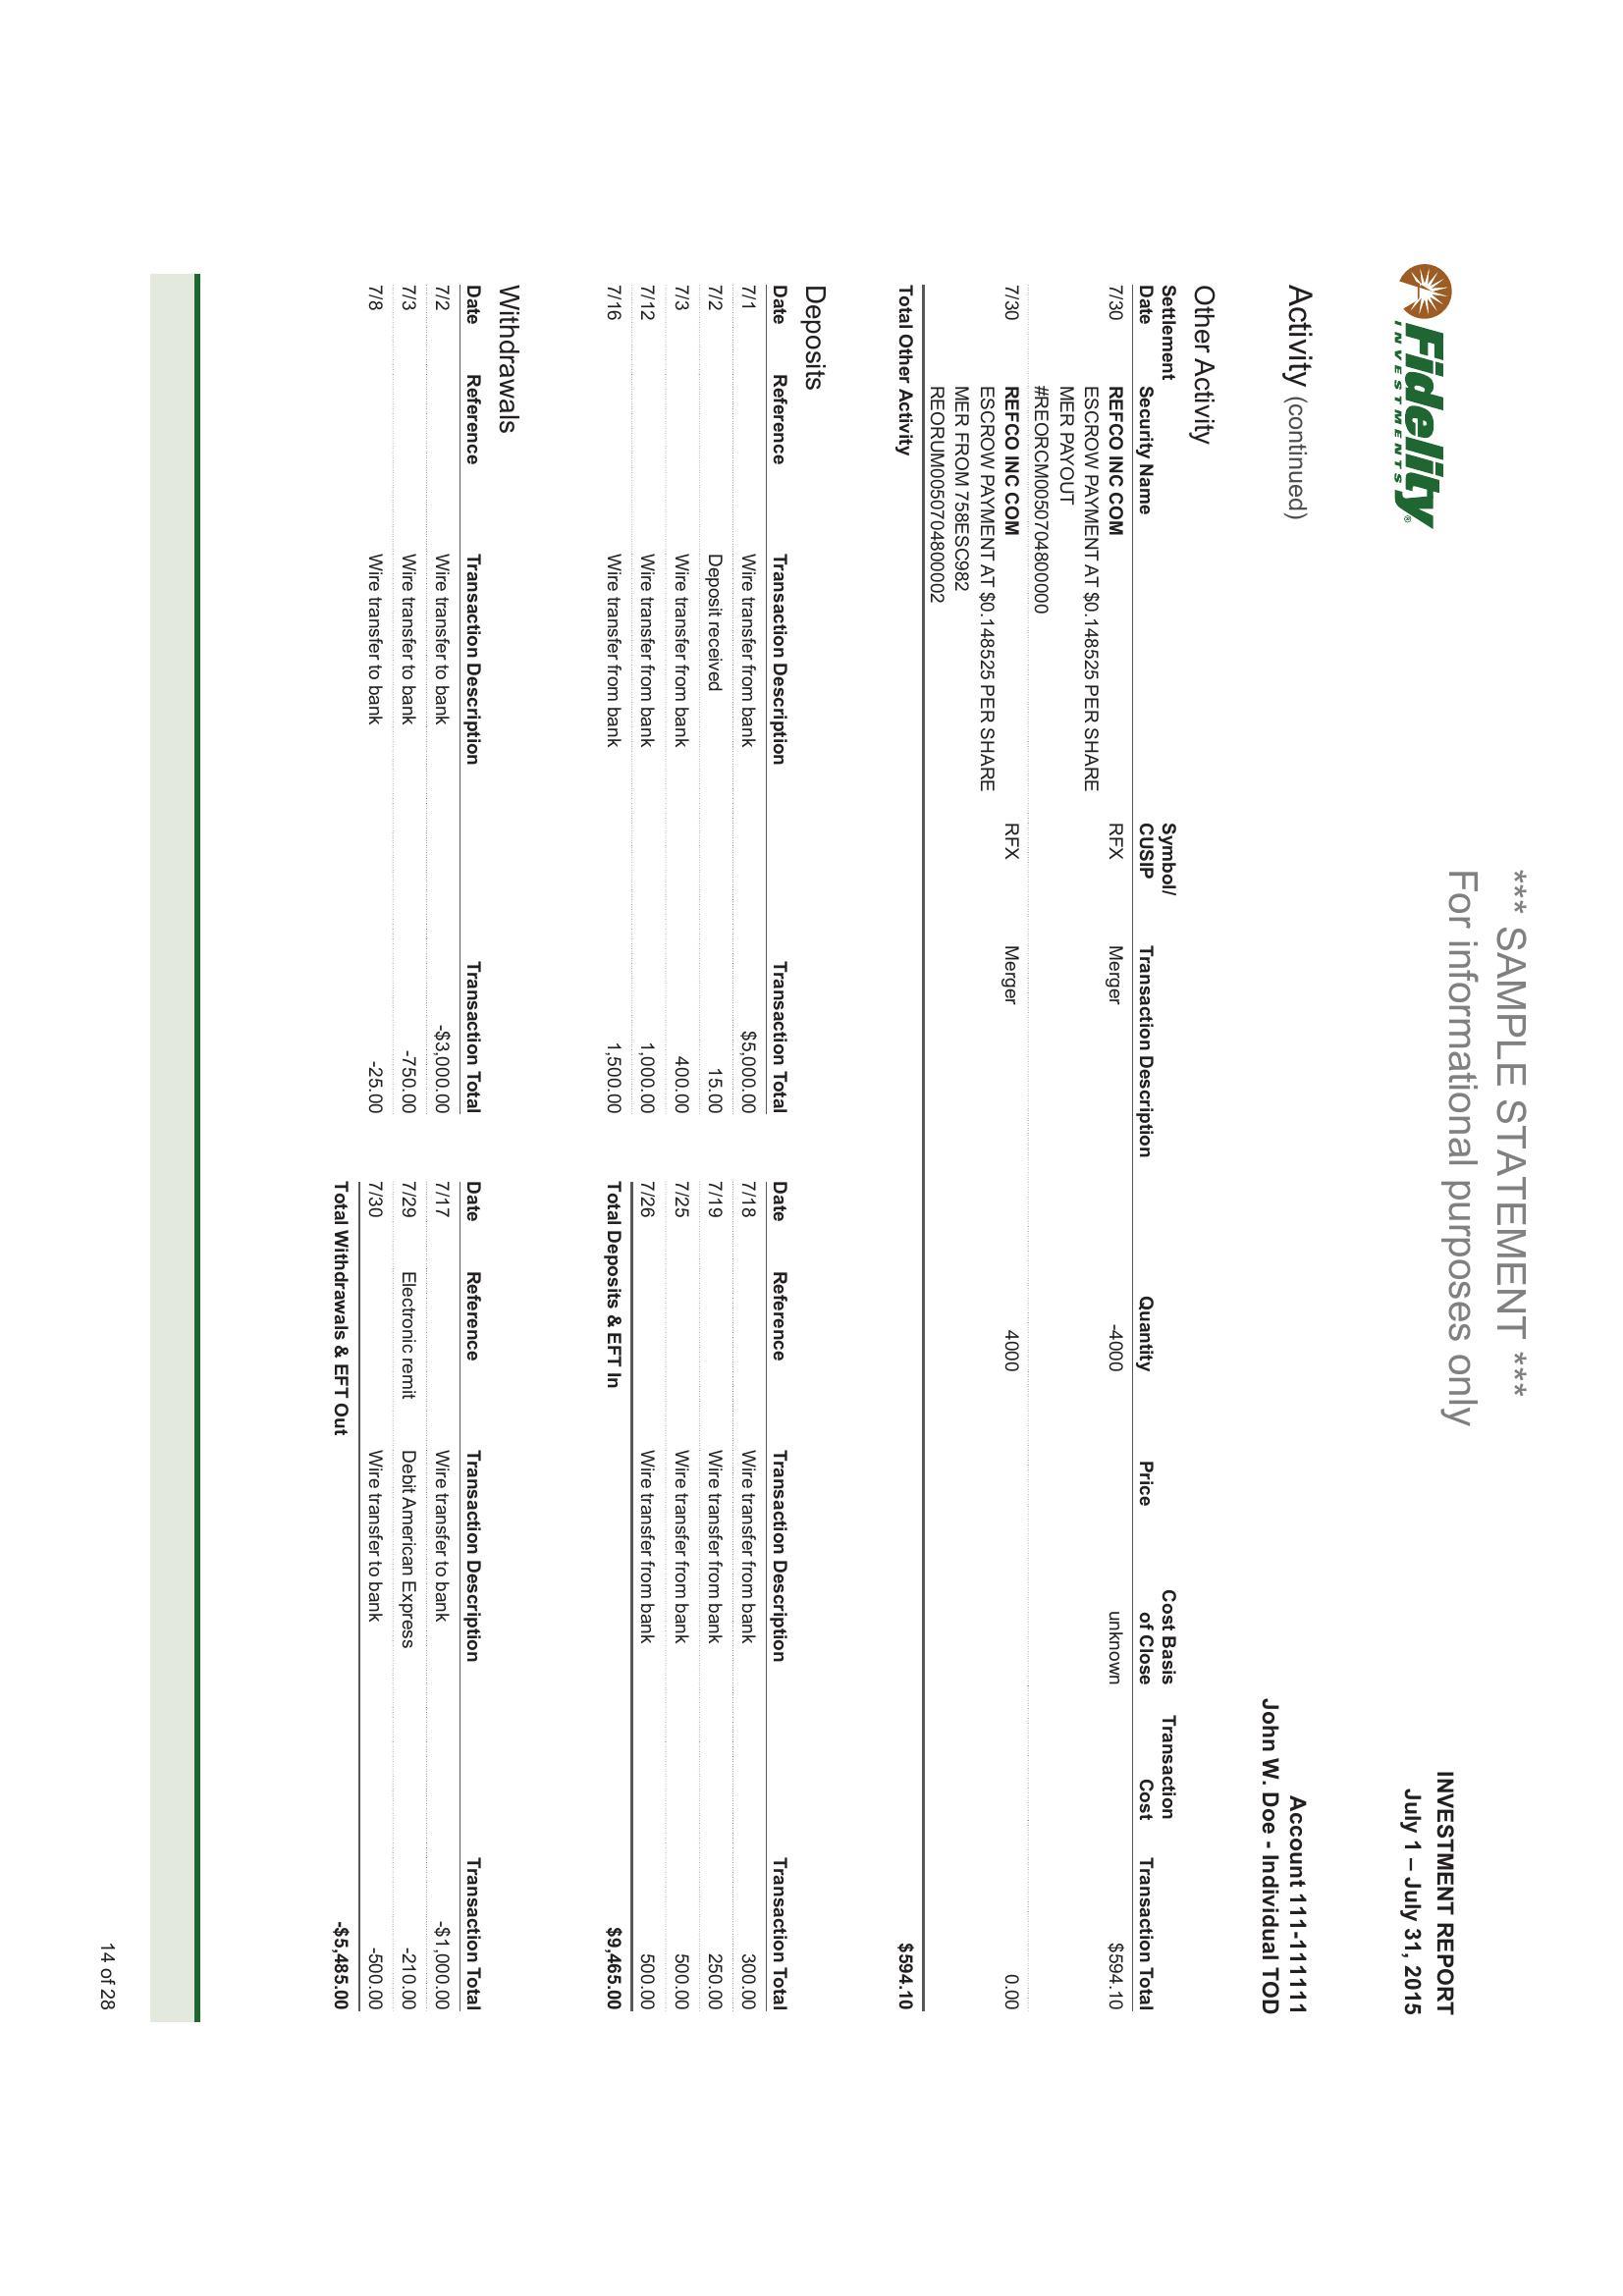 *** SAMPLE STATEMENT ***
For informational purposes only
Fidelity®
INVESTMENTS
INVESTMENT REPORT
July 1 – July 31, 2015
Activity (continued)
Account 111-111111
John W. Doe - Individual TOD
Other Activity
Settlement Symbol/ Cost Basis Transaction
Date Security Name CUSIP Transaction Description Quantity Price of Close Cost Transaction Total
7/30 REFCO INC COM RFX Merger -4000 unknown $594.10
ESCROW PAYMENT AT $0.148525 PER SHARE
MER PAYOUT
#REORCM0050704800000
7/30 REFCO INC COM RFX Merger 4000 0.00
ESCROW PAYMENT AT $0.148525 PER SHARE
MER FROM 758ESC982
REORUM0050704800002
Total Other Activity $594.10
Deposits
Date Reference Transaction Description Transaction Total Date Reference Transaction Description Transaction Total
7/1 Wire transfer from bank $5,000.00 7/18 Wire transfer from bank 300.00
7/2 Deposit received 15.00 7/19 Wire transfer from bank 250.00
7/3 Wire transfer from bank 400.00 7/25 Wire transfer from bank 500.00
7/12 Wire transfer from bank 1,000.00 7/26 Wire transfer from bank 500.00
7/16 Wire transfer from bank 1,500.00 Total Deposits & EFT In $9,465.00
Withdrawals
Date Reference Transaction Description Transaction Total Date Reference Transaction Description Transaction Total
7/2 Wire transfer to bank -$3,000.00 7/17 Wire transfer to bank -$1,000.00
7/3 Wire transfer to bank -750.00 7/29 Electronic remit Debit American Express -210.00
7/8 Wire transfer to bank -25.00 7/30 Wire transfer to bank -500.00
Total Withdrawals & EFT Out -$5,485.00
14 of 28